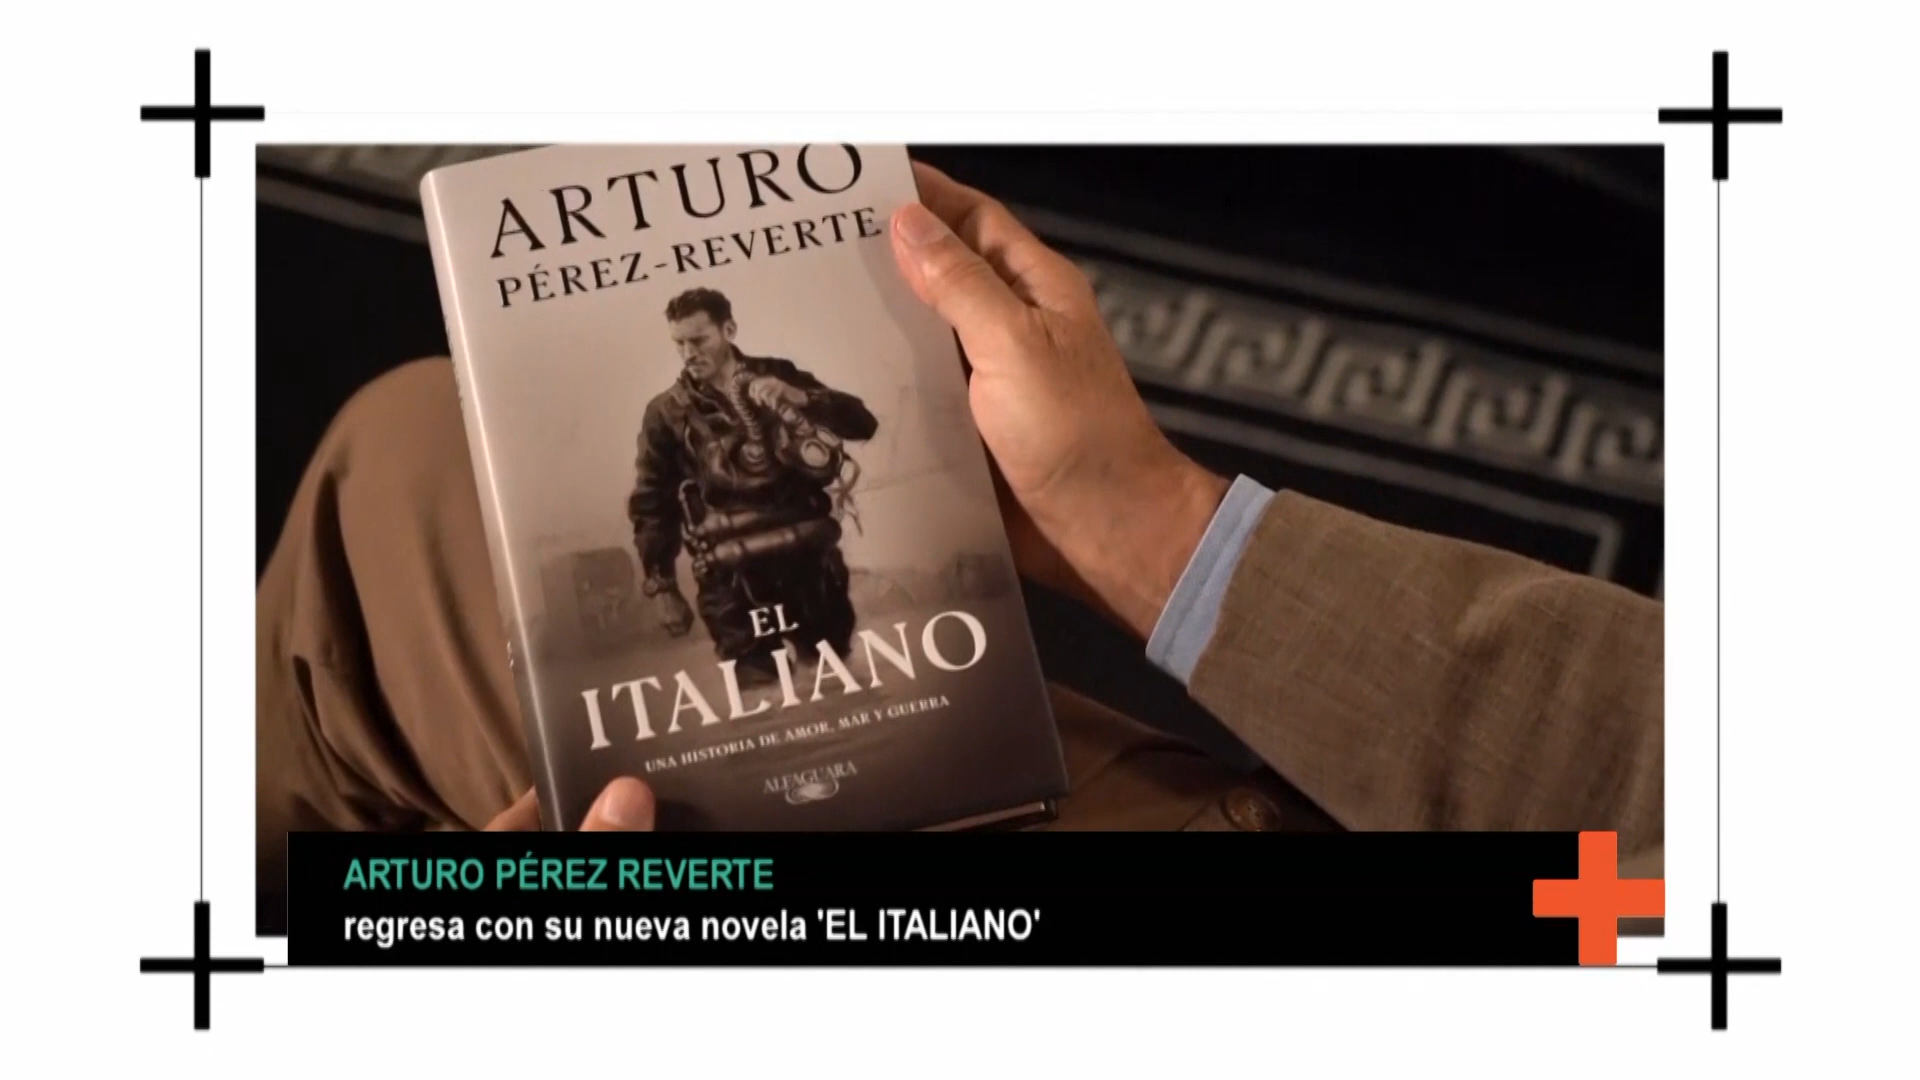 ARTURO
PÉREZ-REVERTE
EL
ITALIANO
UNA HISTORIA DE AMOR, MAR Y GUERRA
ALFAGUARA
ARTURO PÉREZ REVERTE
regresa con su nueva novela 'EL ITALIANO'